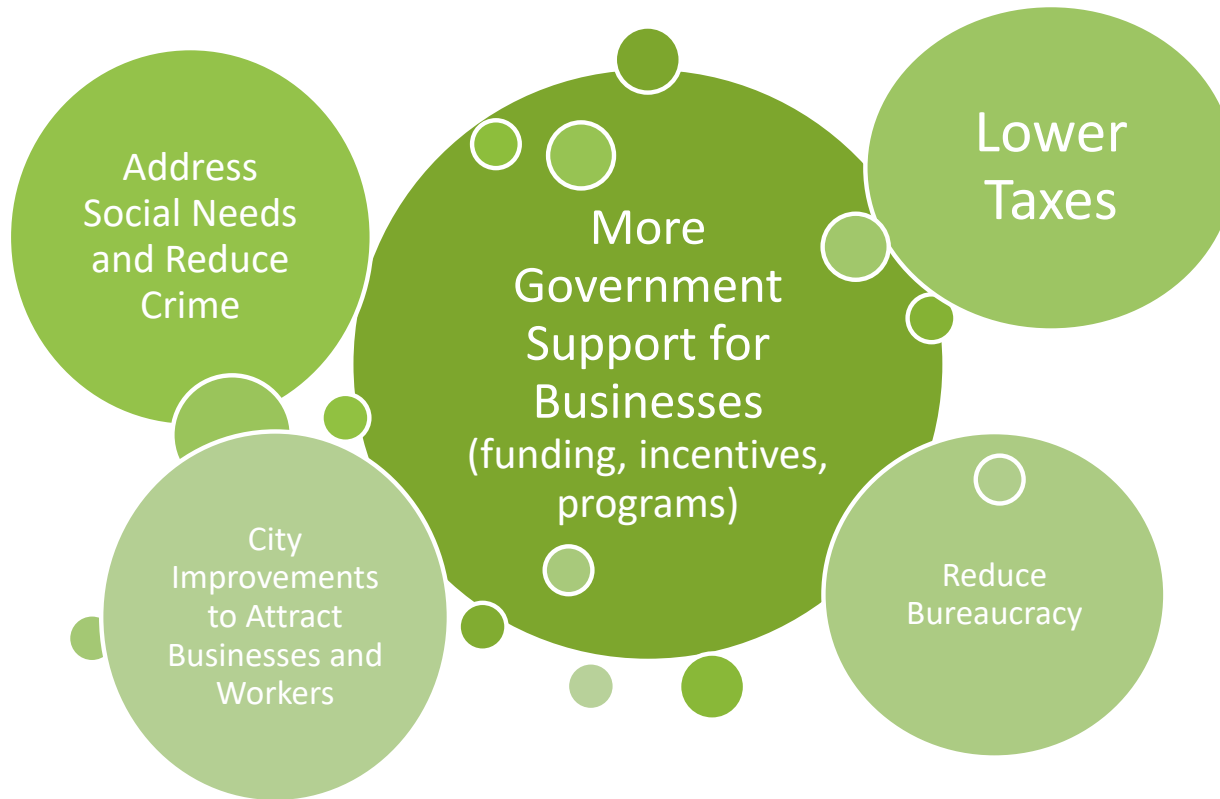 Address
Social Needs
and Reduce
Crime
More
Government
Support for
Businesses
(funding, incentives,
programs)
Lower
Taxes
City
Improvements
to Attract
Businesses and
Workers
Reduce
Bureaucracy